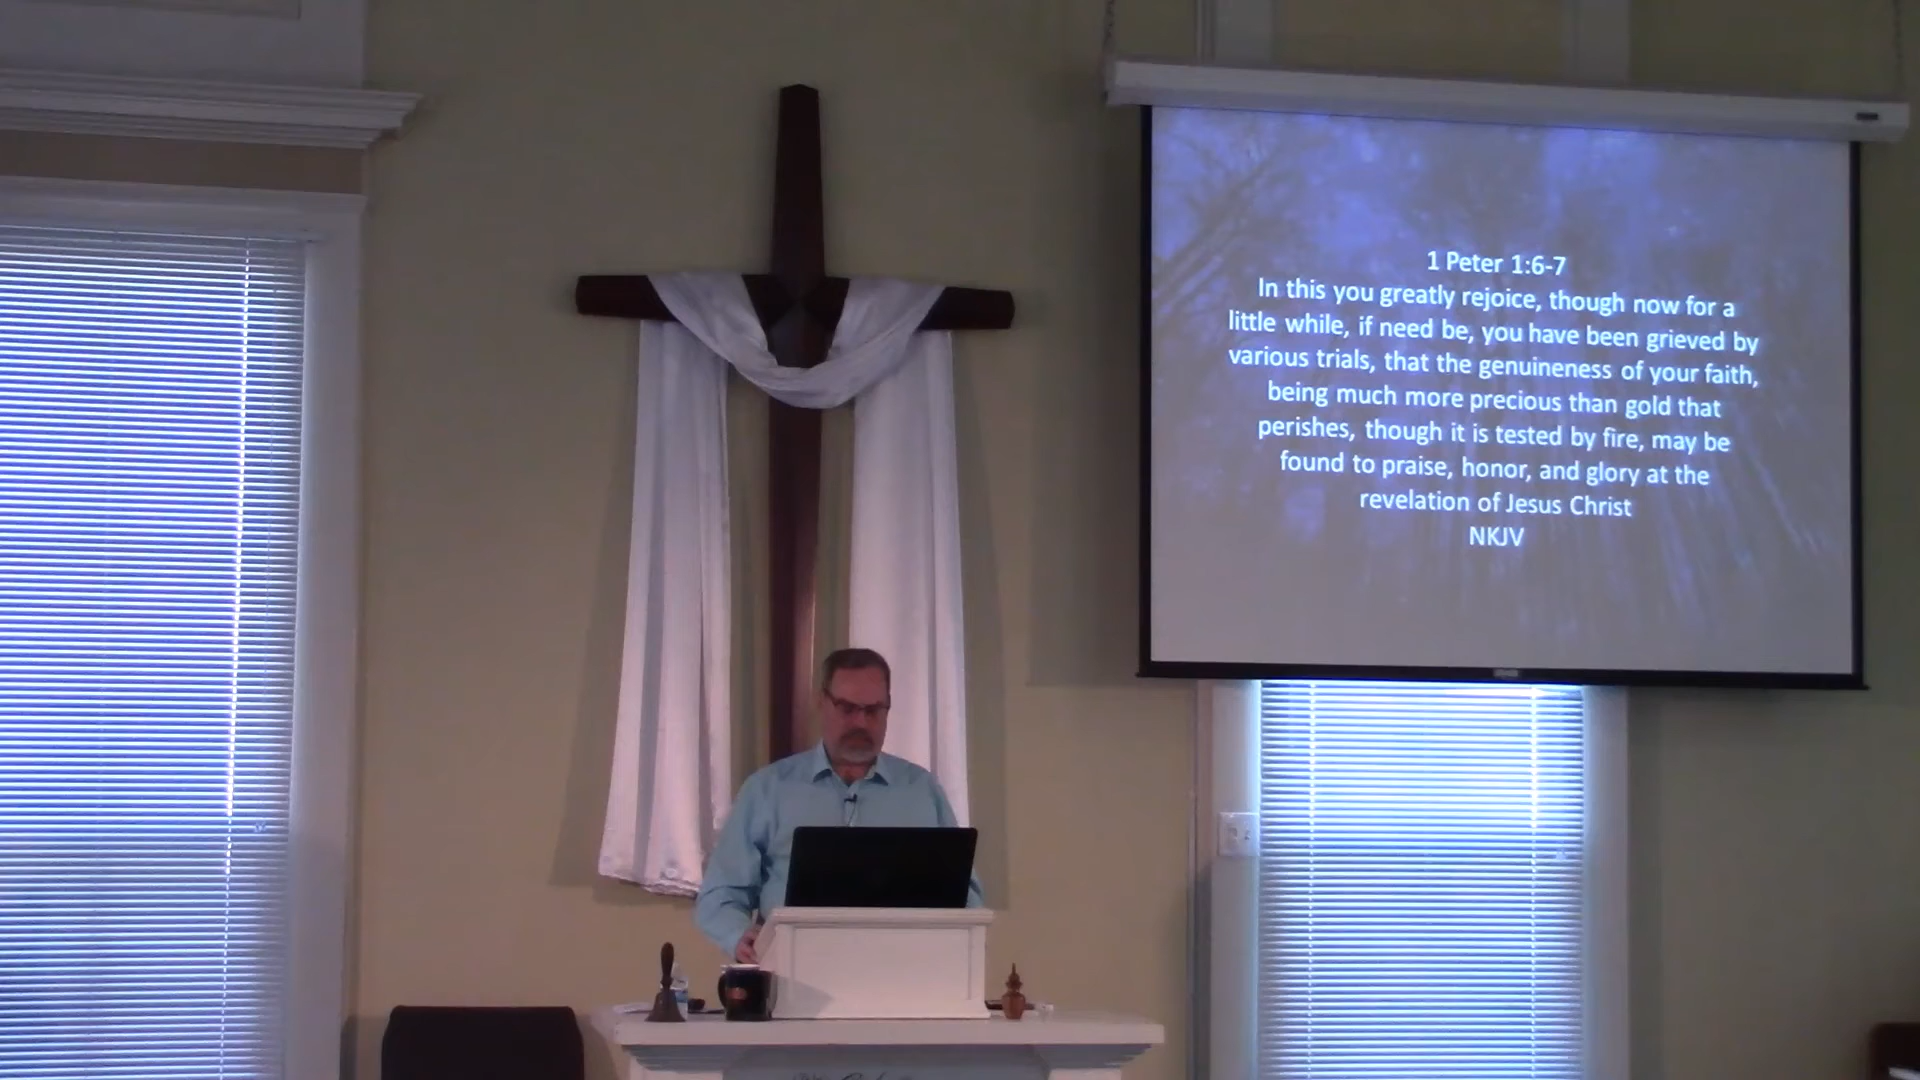 1 Peter 1:6-7
In this you greatly rejoice, though now for a
little while, if need be, you have been grieved by
various trials, that the genuineness of your faith,
being much more precious than gold that
perishes, though it is tested by fire, may be
found to praise, honor, and glory at the
revelation of Jesus Christ
NKJV